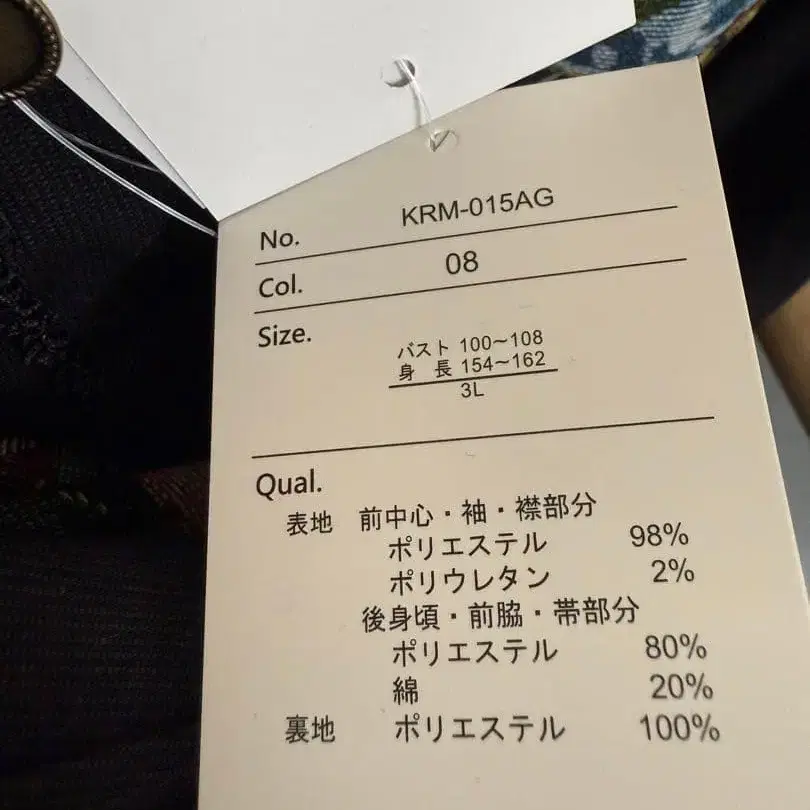 No. KRM-015AG
Col. 08
Size.
バスト 100~108
身 長 154~162
3L
Qual.
表地 前中心・袖・襟部分
ポリエステル 98%
ポリウレタン 2%
後身頃・前脇・帯部分
ポリエステル 80%
綿 20%
裏地 ポリエステル 100%